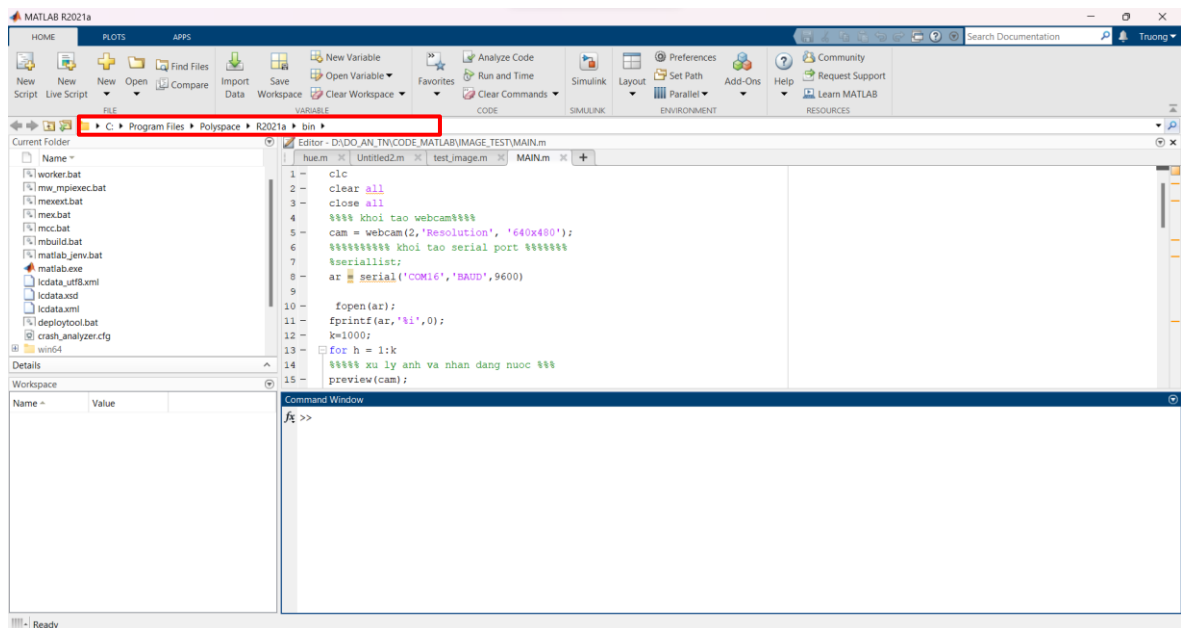 MATLAB R2021a
HOME PLOTS APPS Search Documentation Truong
New Script New Live Script New Open Find Files Compare Import Data Save Workspace New Variable Open Variable Clear Workspace Favorites Analyze Code Run and Time Clear Commands Simulink Layout Preferences Set Path Parallel Add-Ons Help Community Request Support Learn MATLAB
FILE VARIABLE CODE SIMULINK ENVIRONMENT RESOURCES
C: Program Files Polyspace R2021a bin
Current Folder
Name
worker.bat
mw_mpiexec.bat
mexext.bat
mex.bat
mcc.bat
mbuild.bat
matlab_jenv.bat
matlab.exe
lcdata_utf8.xml
lcdata.xsd
lcdata.xml
deploytool.bat
crash_analyzer.cfg
win64
Details
Workspace
Name Value
Editor - D:\DO_AN_TN\CODE_MATLAB\IMAGE_TEST\MAIN.m
hue.m Untitled2.m test_image.m MAIN.m
1 - clc
2 - clear all
3 - close all
4 %%%% khoi tao webcam%%%%
5 - cam = webcam(2,'Resolution', '640x480');
6 %%%%%%%%%% khoi tao serial port %%%%%%%
7 %seriallist;
8 - ar = serial('COM16','BAUD',9600)
9
10 - fopen(ar);
11 - fprintf(ar,'%i',0);
12 - k=1000;
13 - for h = 1:k
14 %%%%% xu ly anh va nhan dang nuoc %%%
15 - preview(cam);
Command Window
fx >>
Ready